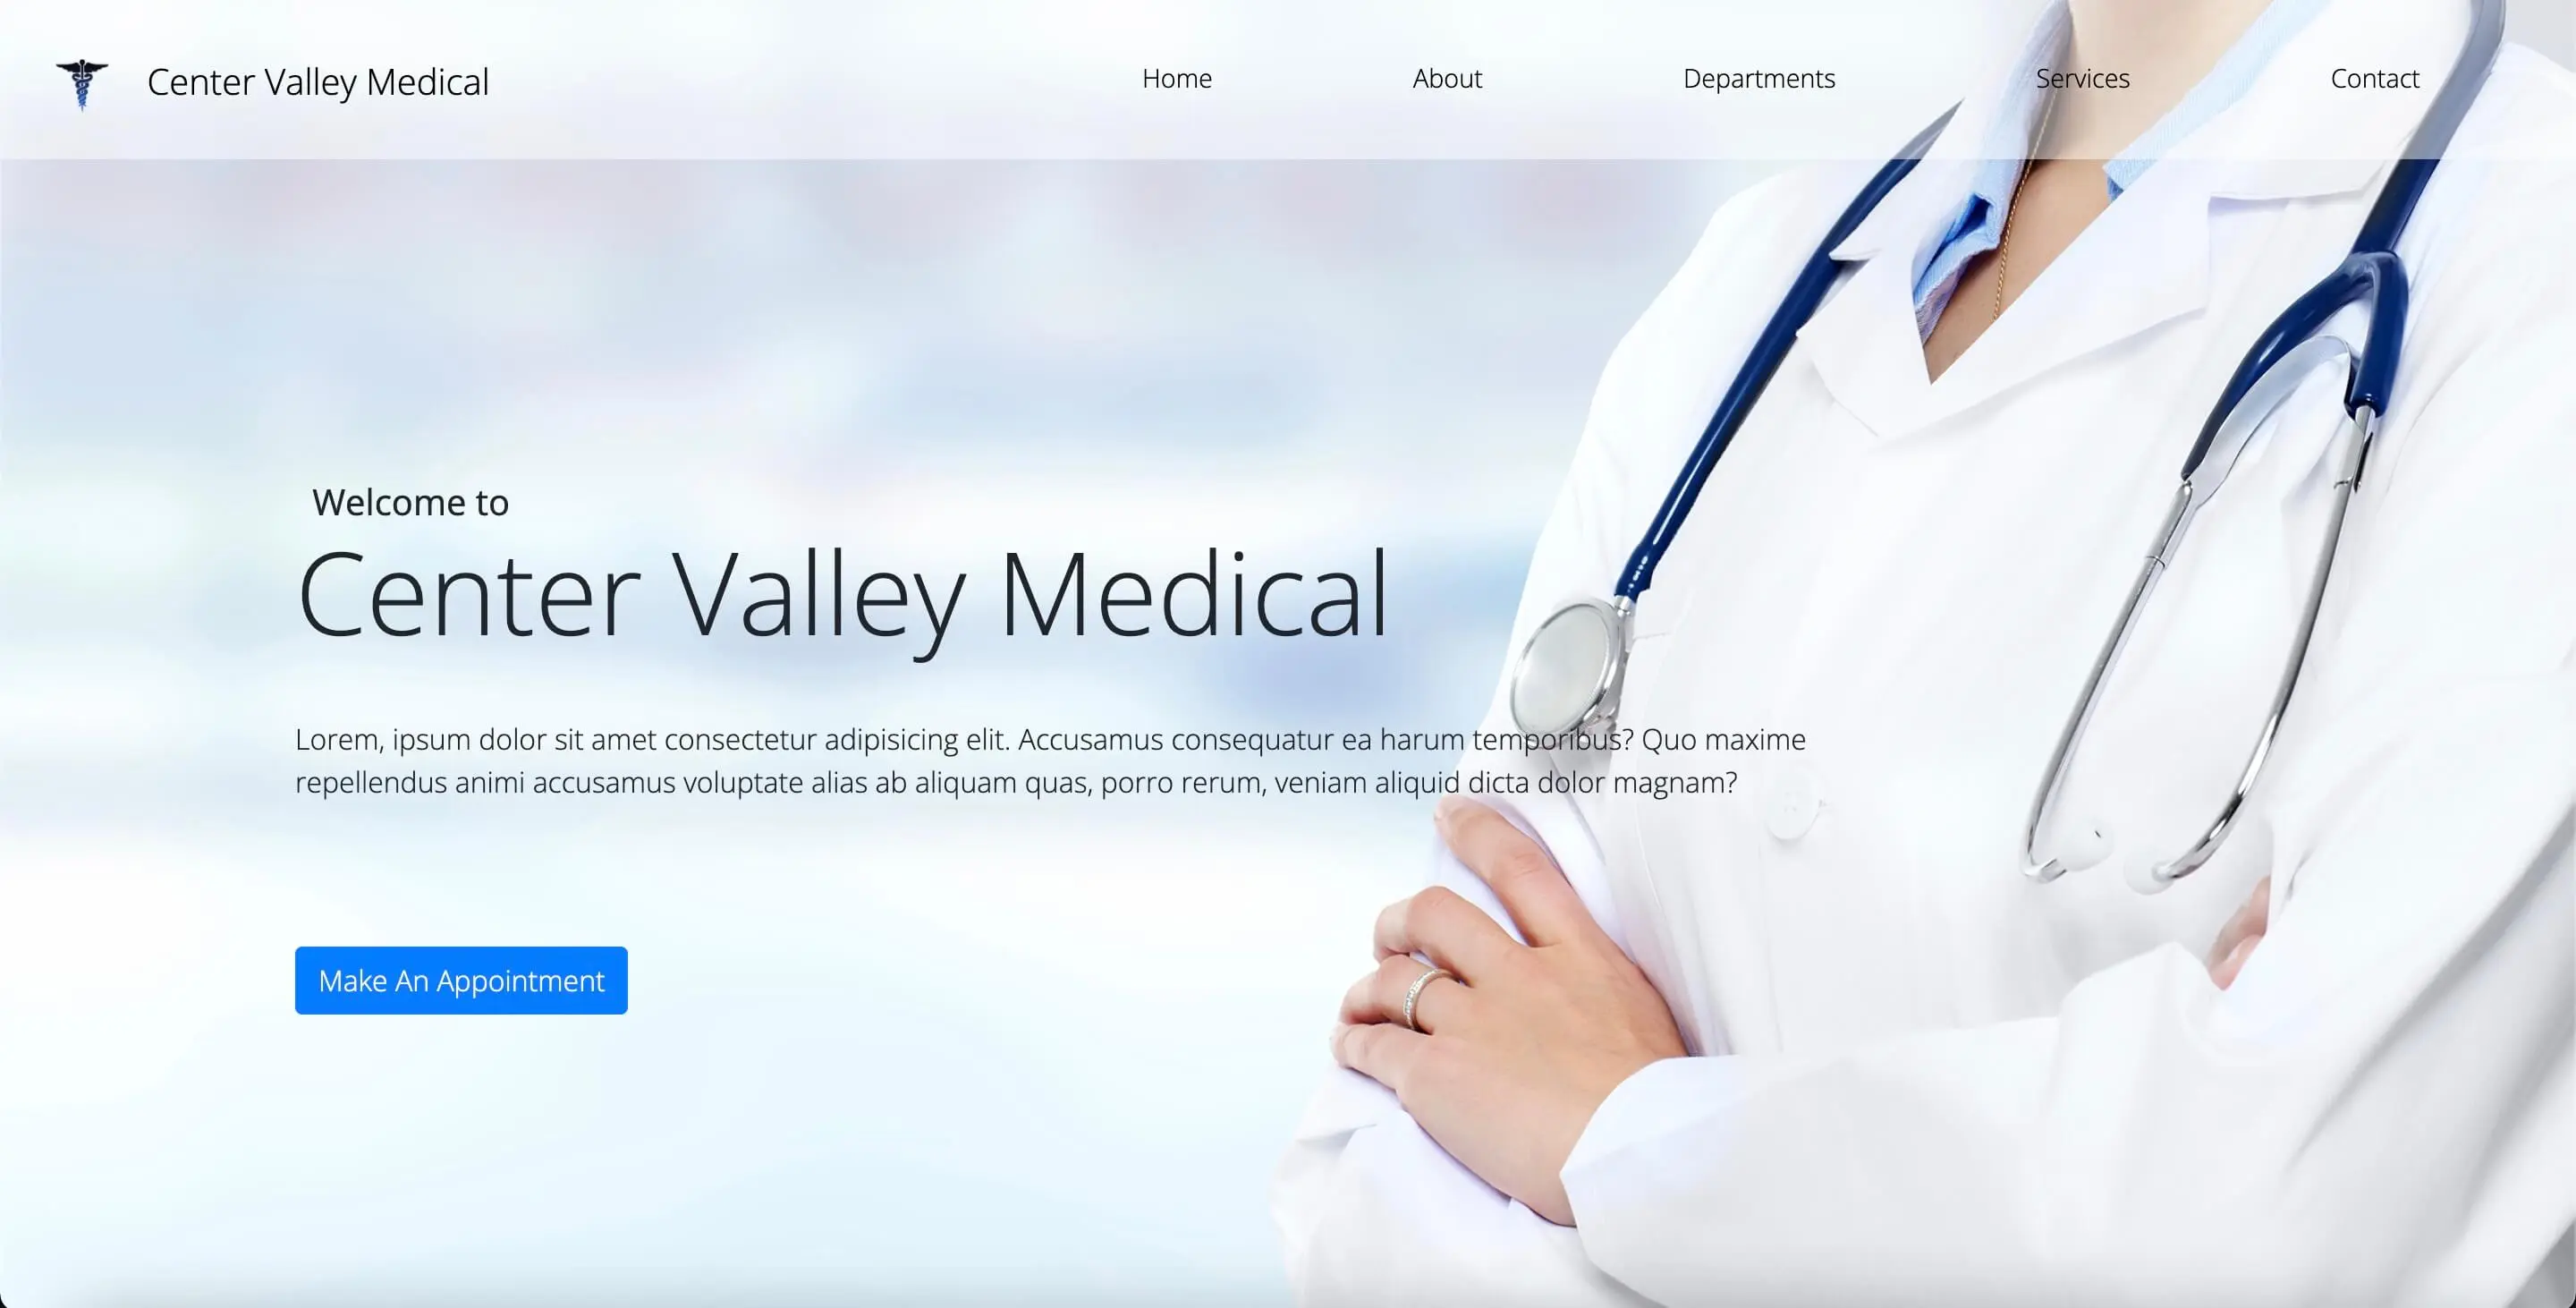 Center Valley Medical
Home
About
Departments
Services
Contact
Welcome to
Center Valley Medical
Lorem, ipsum dolor sit amet consectetur adipisicing elit. Accusamus consequatur ea harum temporibus? Quo maxime
repellendus animi accusamus voluptate alias ab aliquam quas, porro rerum, veniam aliquid dicta dolor magnam?
Make An Appointment